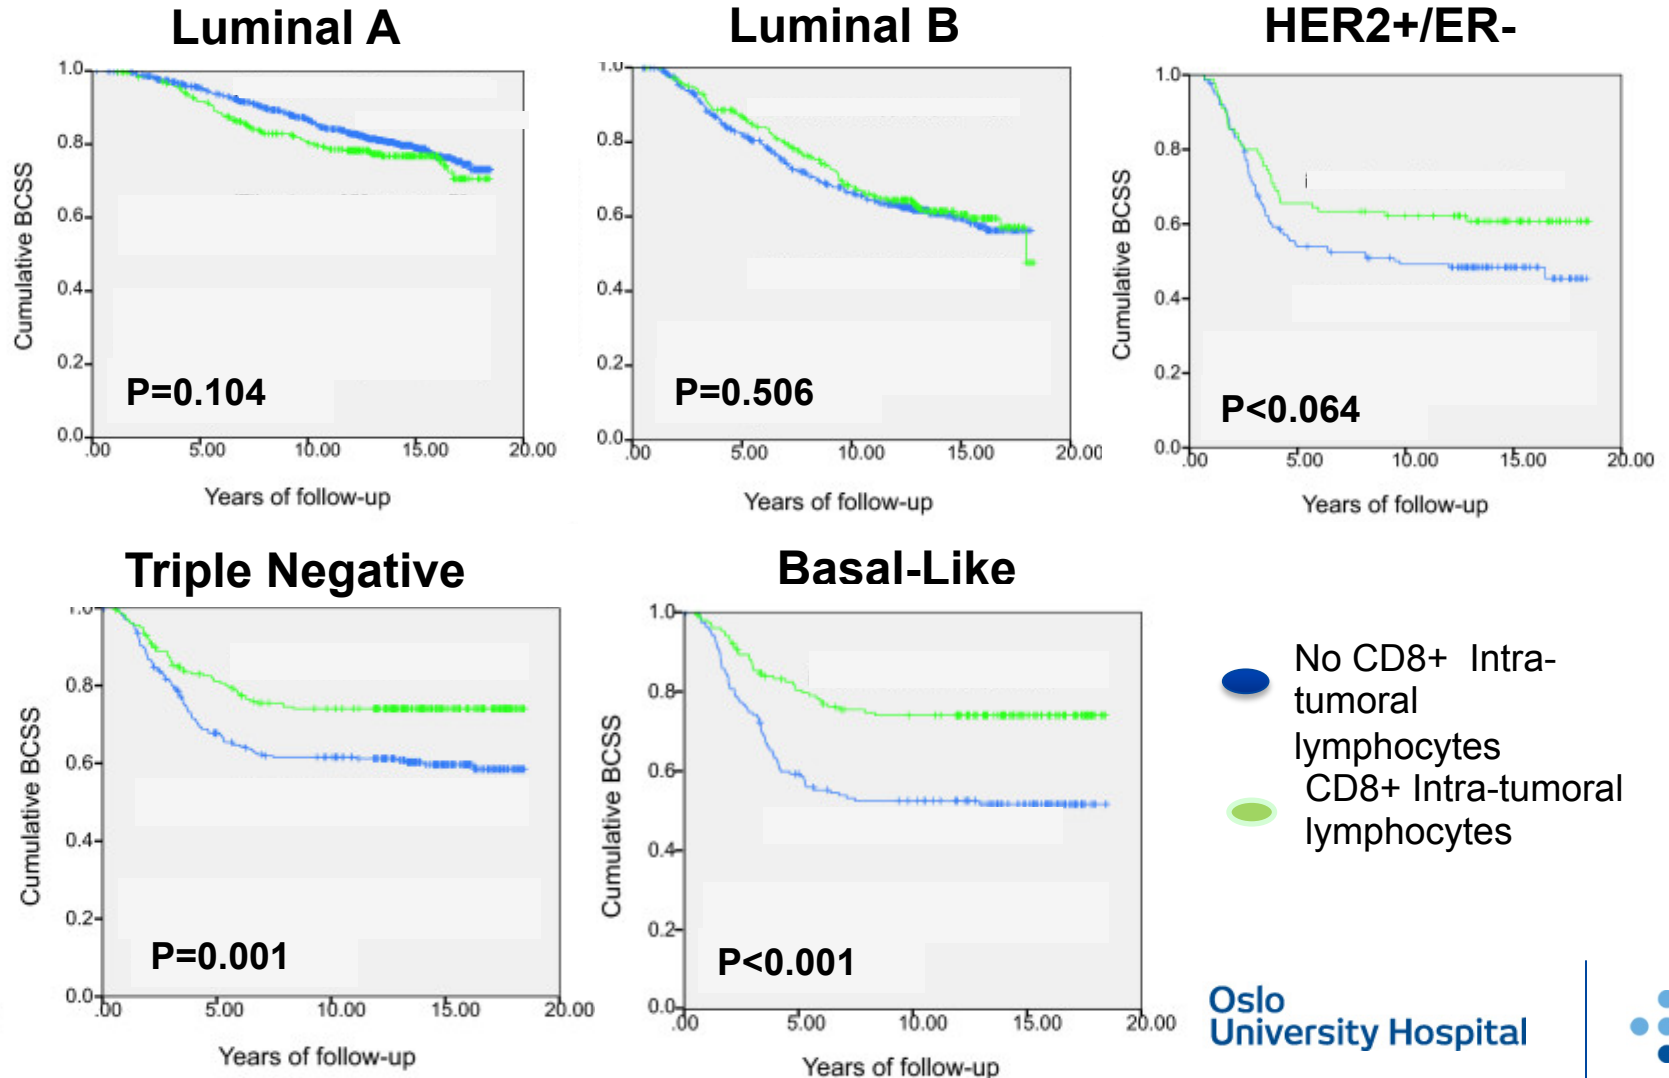 Luminal A
Luminal B
HER2+/ER-
1.0
0.8
0.6
0.4
0.2
0.0
Cumulative BCSS
P=0.104
.00 5.00 10.00 15.00 20.00
Years of follow-up
1.0
0.8
0.6
0.4
0.2
0.0
Cumulative BCSS
P=0.506
.00 5.00 10.00 15.00 20.00
Years of follow-up
1.0
0.8
0.6
0.4
0.2
0.0
Cumulative BCSS
P<0.064
.00 5.00 10.00 15.00 20.00
Years of follow-up
Triple Negative
Basal-Like
1.0
0.8
0.6
0.4
0.2
0.0
Cumulative BCSS
P=0.001
.00 5.00 10.00 15.00 20.00
Years of follow-up
1.0
0.8
0.6
0.4
0.2
0.0
Cumulative BCSS
P<0.001
.00 5.00 10.00 15.00 20.00
Years of follow-up
No CD8+ Intra-
tumoral
lymphocytes
CD8+ Intra-tumoral
lymphocytes
Oslo
University Hospital